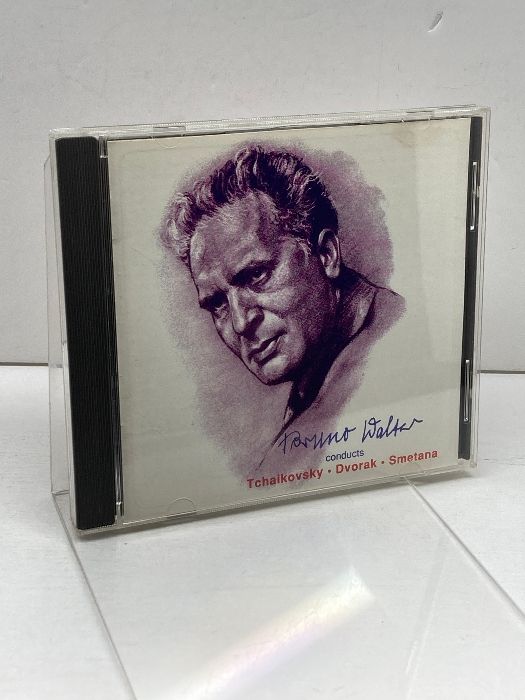 Bruno Walter
conducts
Tchaikovsky • Dvorak • Smetana